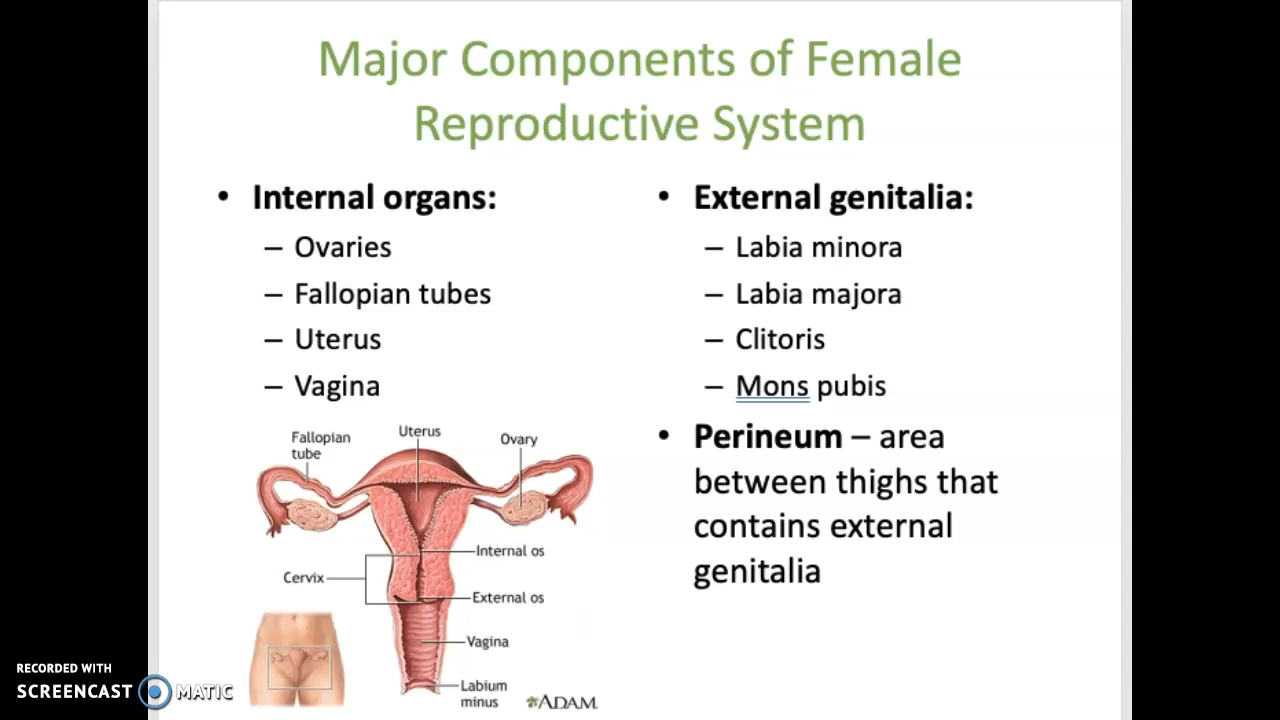 Major Components of Female
Reproductive System
• Internal organs:
– Ovaries
– Fallopian tubes
– Uterus
– Vagina
• External genitalia:
– Labia minora
– Labia majora
– Clitoris
– Mons pubis
• Perineum – area
between thighs that
contains external
genitalia
Fallopian
tube
Uterus
Ovary
Internal os
Cervix
External os
Vagina
Labium
minus
ADAM.
RECORDED WITH
SCREENCAST MATIC